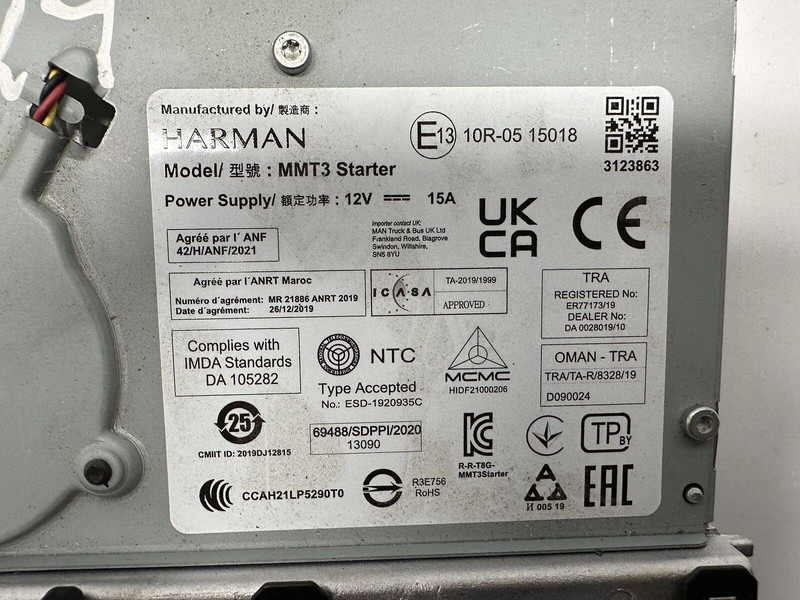 Manufactured by/ 製造商 :
HARMAN
E13 10R-05 15018
3123863
Model/ 型號 : MMT3 Starter
Power Supply/ 額定功率 : 12V 15A
Importer contact UK:
MAN Truck & Bus UK Ltd
Frankland Road, Blagrove
Swindon, Wiltshire,
SN5 8YU
UK
CA
CE
Agréé par l´ ANF
42/H/ANF/2021
Agréé par l´ANRT Maroc
Numéro d´agrément: MR 21886 ANRT 2019
Date d´agrément: 26/12/2019
ICASA
TA-2019/1999
APPROVED
TRA
REGISTERED No:
ER77173/19
DEALER No:
DA 0028019/10
Complies with
IMDA Standards
DA 105282
NTC
Type Accepted
No.: ESD-1920935C
MCMC
HIDF21000206
OMAN - TRA
TRA/TA-R/8328/19
D090024
25
CMIIT ID: 2019DJ12815
69488/SDPPI/2020
13090
R-R-T8G-
MMT3Starter
TP BY
CCAH21LP5290T0
R3E756
RoHS
И 005 19
EAC